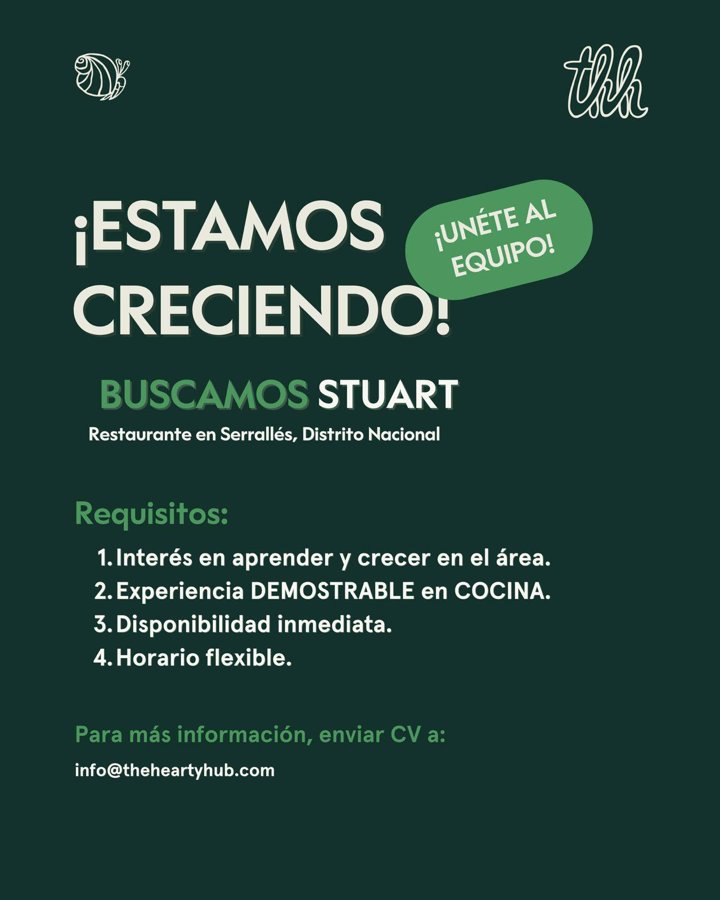 thh
¡ESTAMOS
CRECIENDO!
¡UNÉTE AL
EQUIPO!
BUSCAMOS STUART
Restaurante en Serrallés, Distrito Nacional
Requisitos:
1. Interés en aprender y crecer en el área.
2. Experiencia DEMOSTRABLE en COCINA.
3. Disponibilidad inmediata.
4. Horario flexible.
Para más información, enviar CV a:
info@theheartyhub.com